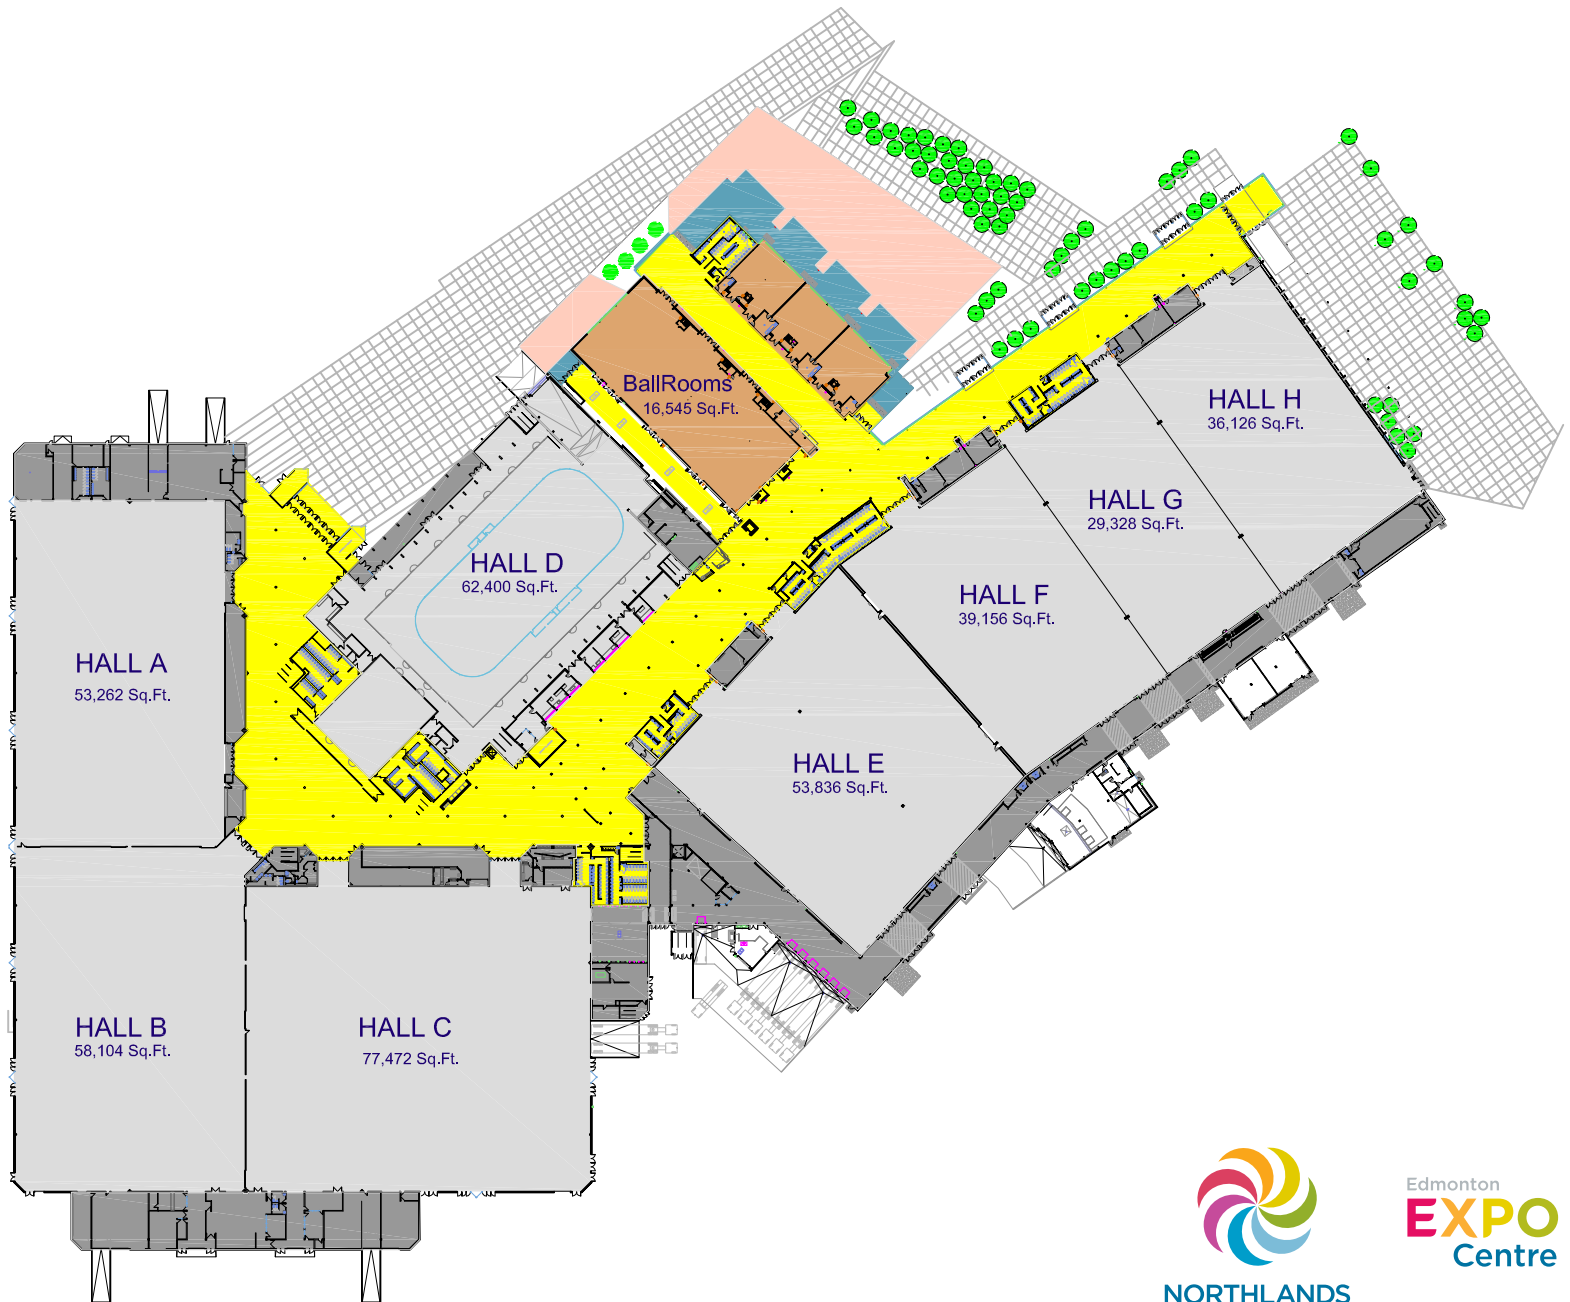 BallRooms
16,545 Sq.Ft.
HALL H
36,126 Sq.Ft.
HALL G
29,328 Sq.Ft.
HALL D
62,400 Sq.Ft.
HALL F
39,156 Sq.Ft.
HALL A
53,262 Sq.Ft.
HALL E
53,836 Sq.Ft.
HALL B
58,104 Sq.Ft.
HALL C
77,472 Sq.Ft.
NORTHLANDS
Edmonton
EXPO
Centre